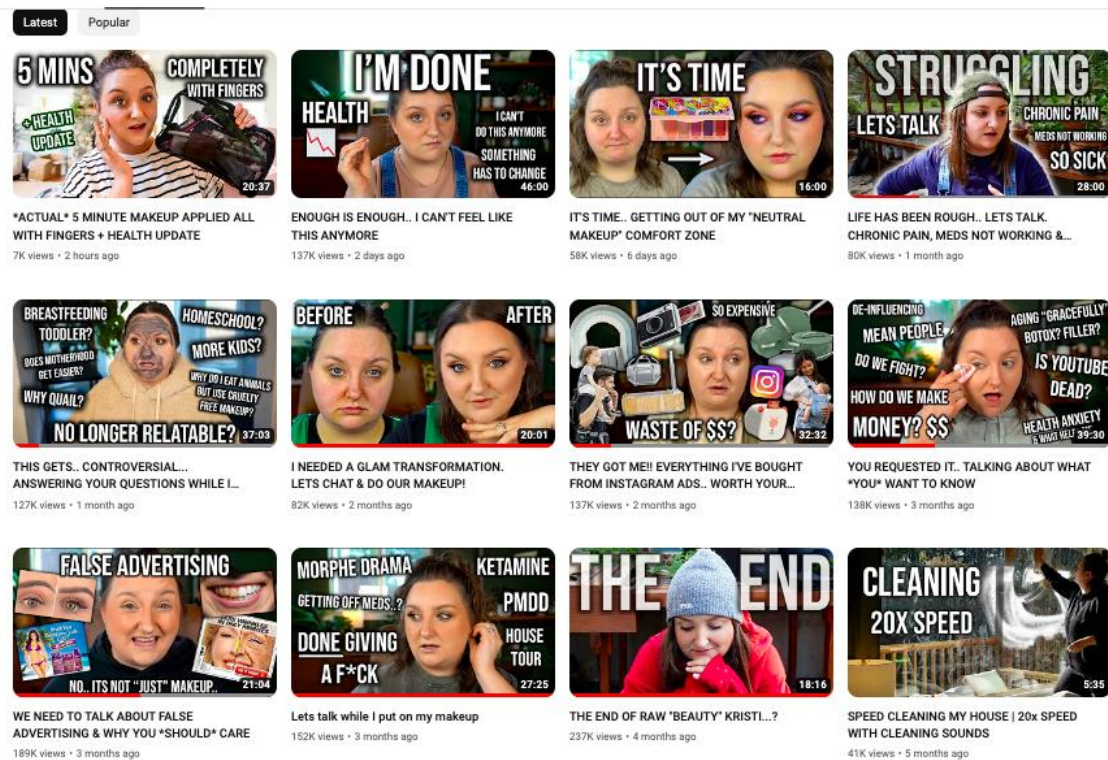 Latest
Popular
5 MINS
COMPLETELY
WITH FINGERS
+HEALTH
UPDATE
20:37
*ACTUAL* 5 MINUTE MAKEUP APPLIED ALL
WITH FINGERS + HEALTH UPDATE
7K views • 2 hours ago
I'M DONE
HEALTH
I CAN'T
DO THIS ANYMORE
SOMETHING
HAS TO CHANGE
46:00
ENOUGH IS ENOUGH.. I CAN'T FEEL LIKE
THIS ANYMORE
137K views • 2 days ago
IT'S TIME
16:00
IT'S TIME.. GETTING OUT OF MY "NEUTRAL
MAKEUP" COMFORT ZONE
58K views • 6 days ago
STRUGGLING
LETS TALK
CHRONIC PAIN
MEDS NOT WORKING
SO SICK
28:00
LIFE HAS BEEN ROUGH.. LETS TALK.
CHRONIC PAIN, MEDS NOT WORKING &...
80K views • 1 month ago
BREASTFEEDING
TODDLER?
DOES MOTHERHOOD
GET EASIER?
WHY QUAIL?
HOMESCHOOL?
MORE KIDS?
WHY DO I EAT ANIMALS
BUT USE CRUELTY
FREE MAKEUP?
NO LONGER RELATABLE?
37:03
THIS GETS.. CONTROVERSIAL...
ANSWERING YOUR QUESTIONS WHILE I...
127K views • 1 month ago
BEFORE
AFTER
20:01
I NEEDED A GLAM TRANSFORMATION.
LETS CHAT & DO OUR MAKEUP!
82K views • 2 months ago
SO EXPENSIVE
WASTE OF $$?
32:32
THEY GOT ME!! EVERYTHING I'VE BOUGHT
FROM INSTAGRAM ADS.. WORTH YOUR...
137K views • 2 months ago
DE-INFLUENCING
MEAN PEOPLE
DO WE FIGHT?
HOW DO WE MAKE
MONEY? $$
AGING "GRACEFULLY"
BOTOX? FILLER?
IS YOUTUBE
DEAD?
HEALTH ANXIETY
& WHAT HELP
39:30
YOU REQUESTED IT.. TALKING ABOUT WHAT
*YOU* WANT TO KNOW
138K views • 3 months ago
FALSE ADVERTISING
NO.. ITS NOT "JUST" MAKEUP..
21:04
WE NEED TO TALK ABOUT FALSE
ADVERTISING & WHY YOU *SHOULD* CARE
189K views • 3 months ago
MORPHE DRAMA
GETTING OFF MEDS..?
DONE GIVING
A F*CK
KETAMINE
PMDD
HOUSE
TOUR
27:25
Lets talk while I put on my makeup
152K views • 3 months ago
THE END
18:16
THE END OF RAW "BEAUTY" KRISTI...?
237K views • 4 months ago
CLEANING
20X SPEED
5:35
SPEED CLEANING MY HOUSE | 20x SPEED
WITH CLEANING SOUNDS
41K views • 5 months ago